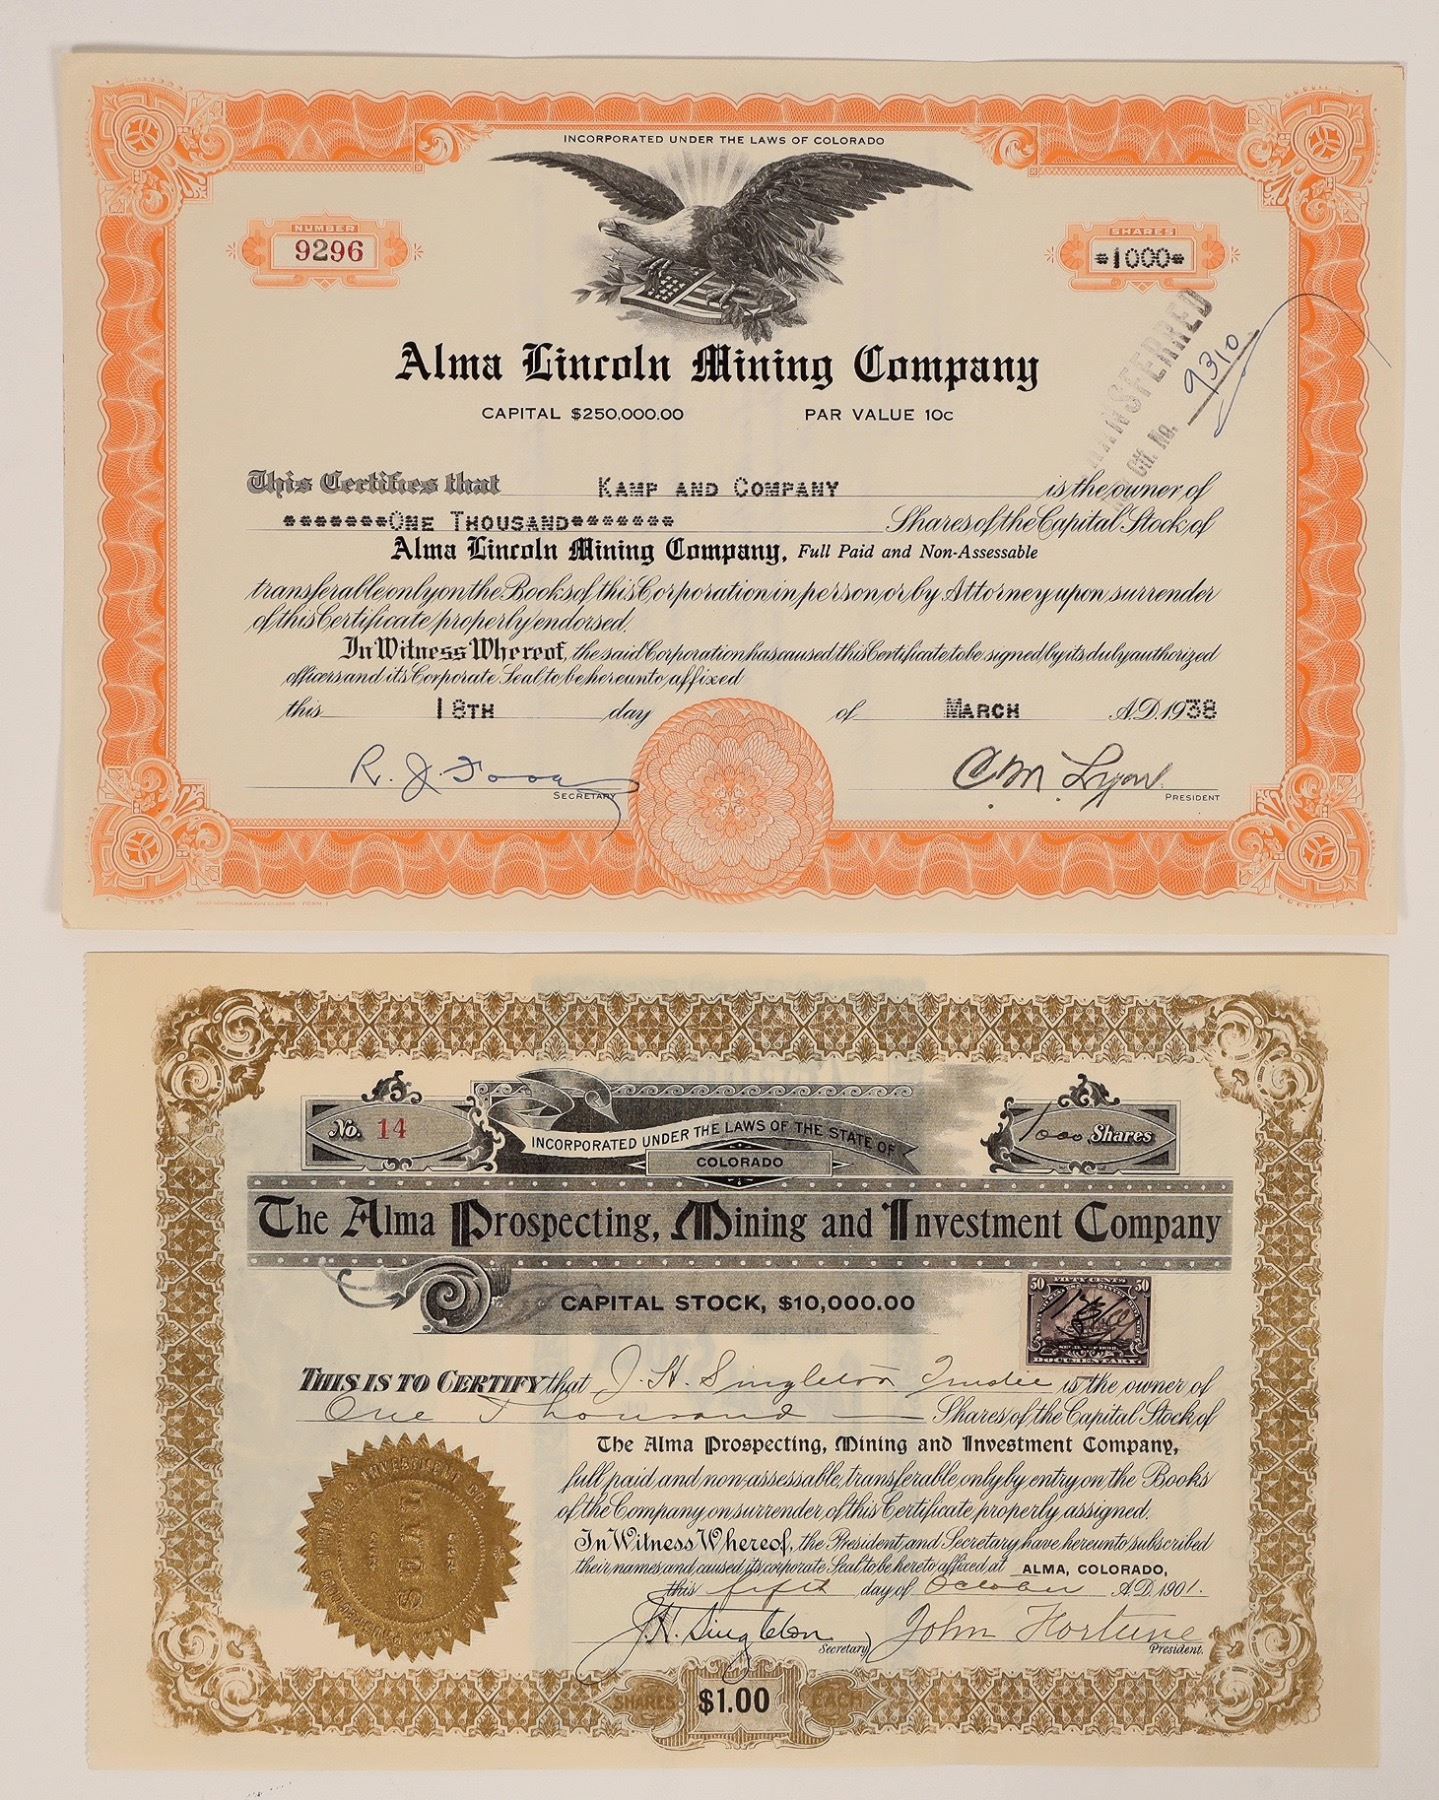 INCORPORATED UNDER THE LAWS OF COLORADO
NUMBER
9296
SHARES
*1000*
TRANSFERRED
Ctf. No. 9310
Alma Lincoln Mining Company
CAPITAL $250,000.00 PAR VALUE 10C
This Certifies that KAMP AND COMPANY is the owner of
*******ONE THOUSAND******* Shares of the Capital Stock of
Alma Lincoln Mining Company, Full Paid and Non-Assessable
transferable only on the Books of this Corporation in person or by Attorney upon surrender
of this Certificate properly endorsed.
In Witness Whereof, the said Corporation has caused this Certificate to be signed by its duly authorized
officers and its Corporate Seal to be hereunto affixed
this 18TH day of MARCH A.D. 1938
R. J.
SECRETARY
C. M. Lyon
PRESIDENT
No. 14
INCORPORATED UNDER THE LAWS OF THE STATE OF
COLORADO
1000 Shares
The Alma Prospecting, Mining and Investment Company
CAPITAL STOCK, $10,000.00
50 FIFTY CENTS 50
DOCUMENTARY.
THIS IS TO CERTIFY that J. H. Singleton Trustee is the owner of
One Thousand Shares of the Capital Stock of
The Alma Prospecting, Mining and Investment Company,
full paid and non-assessable, transferable only by entry on the Books
of the Company on surrender of this Certificate properly assigned.
In Witness Whereof, the President and Secretary have hereunto subscribed
their names and caused its corporate Seal to be hereto affixed at ALMA, COLORADO,
this fifth day of October A.D. 1901.
J. H. Singleton
Secretary
John Fortune
President.
SHARES $1.00 EACH